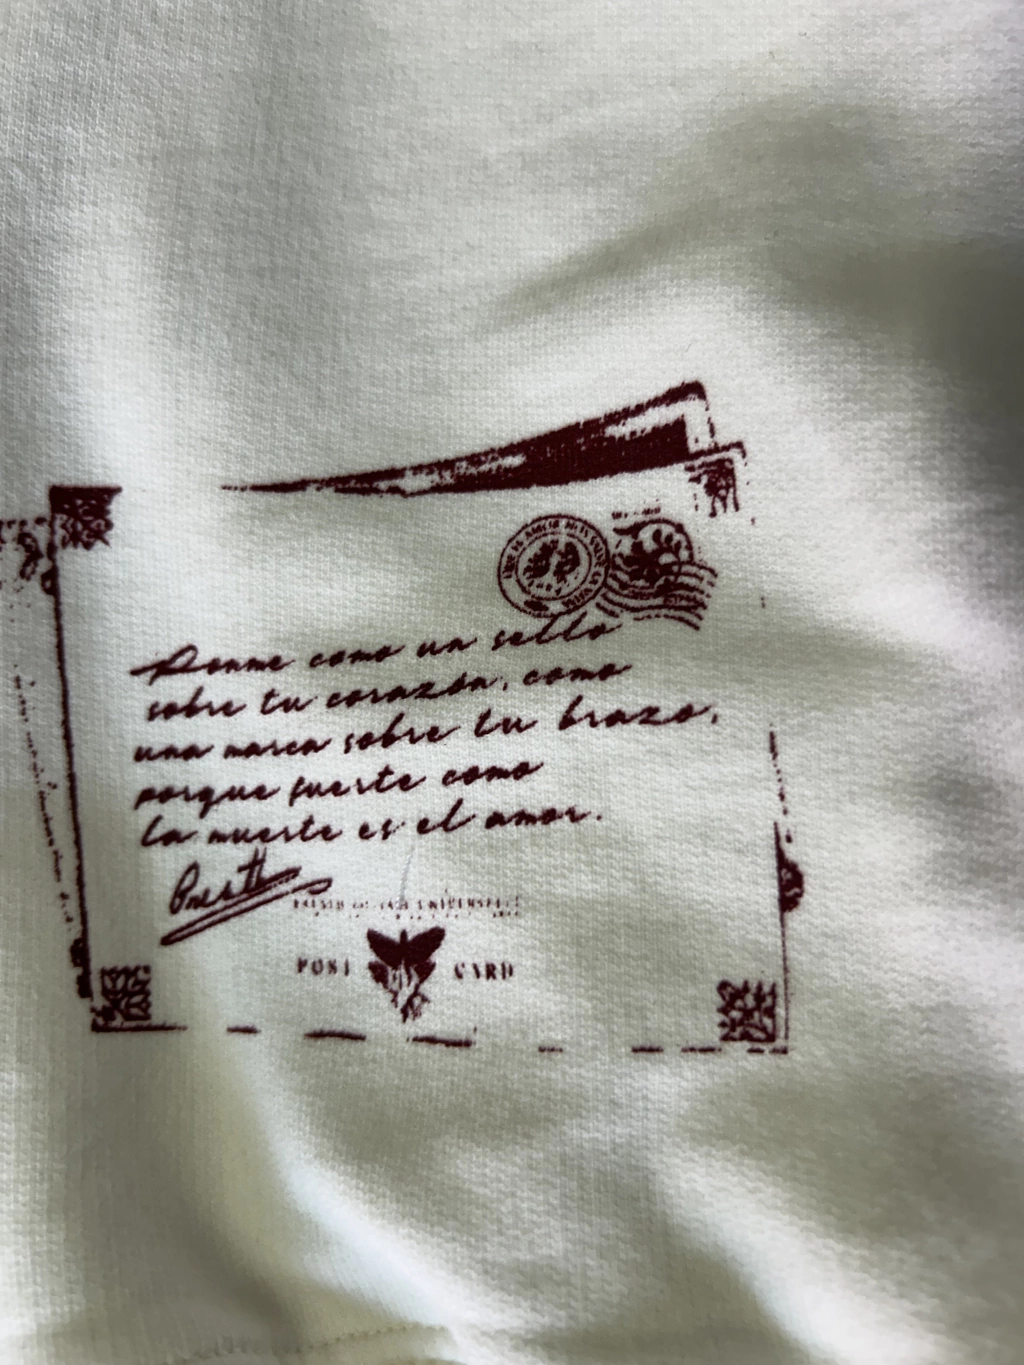 Ponme como un sello
sobre tu corazón, como
una marca sobre tu brazo,
porque fuerte como
la muerte es el amor.
POST CARD